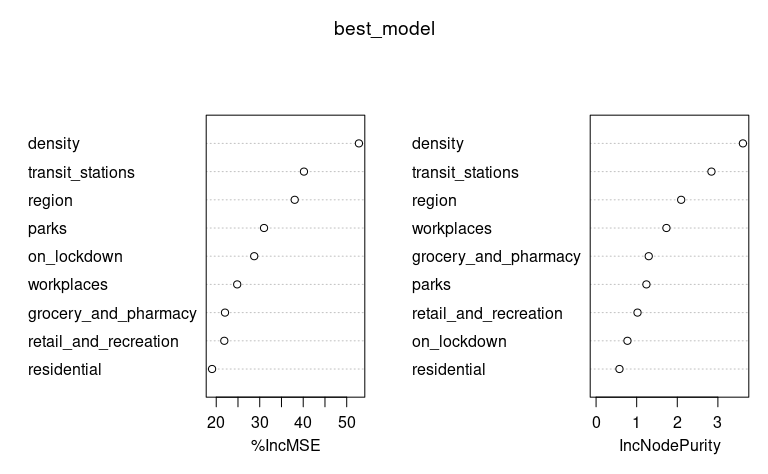 best_model
density
transit_stations
region
parks
on_lockdown
workplaces
grocery_and_pharmacy
retail_and_recreation
residential
20 30 40 50
%IncMSE
density
transit_stations
region
workplaces
grocery_and_pharmacy
parks
retail_and_recreation
on_lockdown
residential
0 1 2 3
IncNodePurity